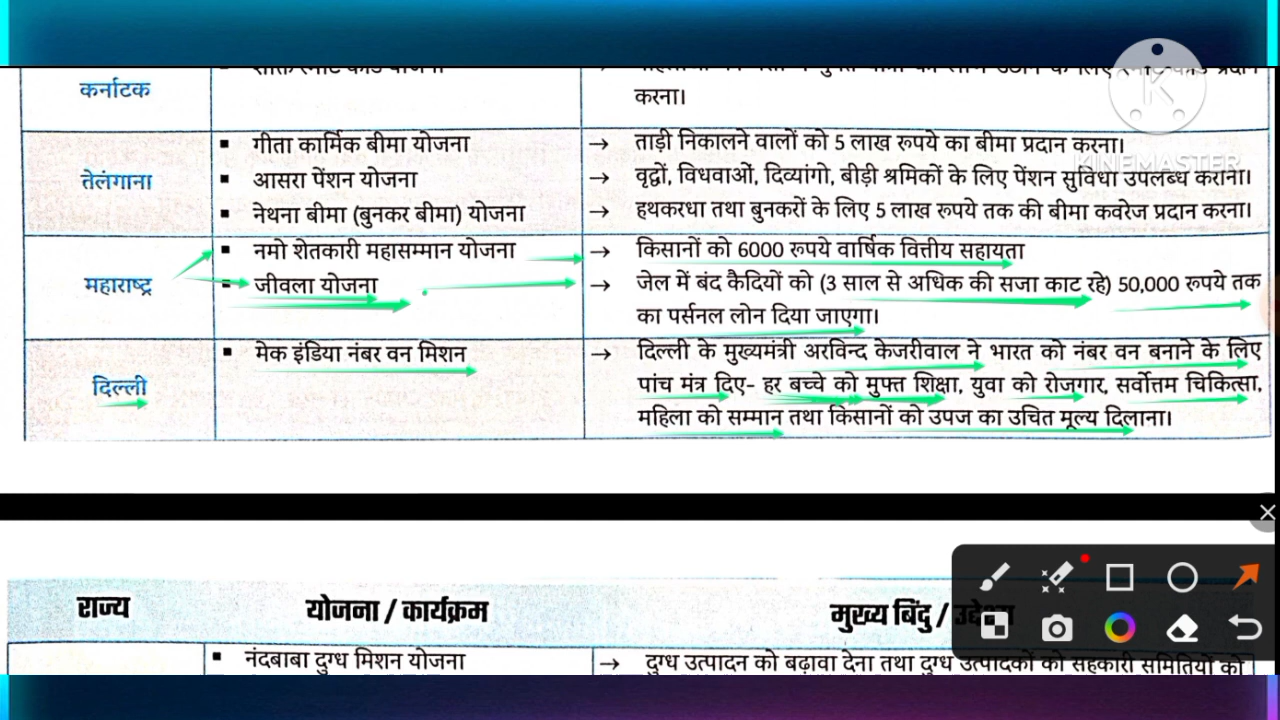 कर्नाटक
करना।
KINEMASTER
तेलंगाना
▪ गीता कार्मिक बीमा योजना → ताड़ी निकालने वालों को 5 लाख रूपये का बीमा प्रदान करना।
▪ आसरा पेंशन योजना → वृद्धों, विधवाओं, दिव्यांगो, बीड़ी श्रमिकों के लिए पेंशन सुविधा उपलब्ध कराना।
▪ नेथना बीमा (बुनकर बीमा) योजना → हथकरधा तथा बुनकरों के लिए 5 लाख रूपये तक की बीमा कवरेज प्रदान करना।
महाराष्ट्र
▪ नमो शेतकारी महासम्मान योजना → किसानों को 6000 रूपये वार्षिक वित्तीय सहायता
▪ जीवला योजना → जेल में बंद कैदियों को (3 साल से अधिक की सजा काट रहे) 50,000 रूपये तक
का पर्सनल लोन दिया जाएगा।
दिल्ली
▪ मेक इंडिया नंबर वन मिशन → दिल्ली के मुख्यमंत्री अरविन्द केजरीवाल ने भारत को नंबर वन बनाने के लिए
पांच मंत्र दिए- हर बच्चे को मुफ्त शिक्षा, युवा को रोजगार, सर्वोत्तम चिकित्सा,
महिला को सम्मान तथा किसानों को उपज का उचित मूल्य दिलाना।
राज्य योजना / कार्यक्रम मुख्य बिंदु /
▪ नंदबाबा दुग्ध मिशन योजना → दुग्ध उत्पादन को बढ़ावा देना तथा दुग्ध उत्पादकों को सहकारी समितियों को